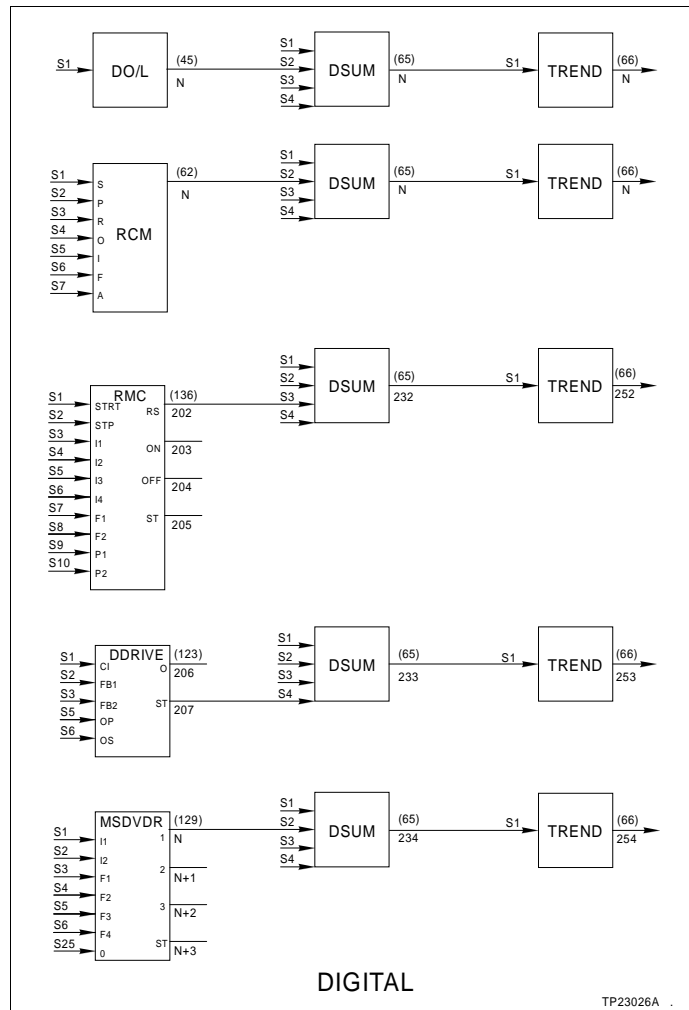 S1 DO/L (45) N S1 S2 S3 S4 DSUM (65) N S1 TREND (66) N
S1 S2 S3 S4 S5 S6 S7 S P R O I F A RCM (62) N S1 S2 S3 S4 DSUM (65) N S1 TREND (66) N
S1 S2 S3 S4 S5 S6 S7 S8 S9 S10 RMC STRT STP I1 I2 I3 I4 F1 F2 P1 P2 RS ON OFF ST (136) 202 203 204 205 S1 S2 S3 S4 DSUM (65) 232 S1 TREND (66) 252
S1 S2 S3 S5 S6 DDRIVE CI FB1 FB2 OP OS O ST (123) 206 207 S1 S2 S3 S4 DSUM (65) 233 S1 TREND (66) 253
S1 S2 S3 S4 S5 S6 S25 MSDVDR I1 I2 F1 F2 F3 F4 0 1 2 3 ST (129) N N+1 N+2 N+3 S1 S2 S3 S4 DSUM (65) 234 S1 TREND (66) 254
DIGITAL
TP23026A .